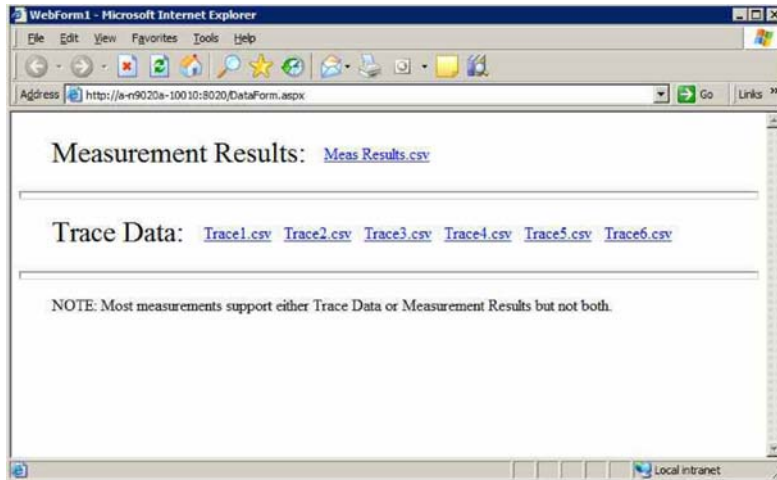 WebForm1 - Microsoft Internet Explorer
File Edit View Favorites Tools Help
Address http://a-n9020a-10010:8020/DataForm.aspx Go Links »
Measurement Results: Meas Results.csv
Trace Data: Trace1.csv Trace2.csv Trace3.csv Trace4.csv Trace5.csv Trace6.csv
NOTE: Most measurements support either Trace Data or Measurement Results but not both.
Local intranet